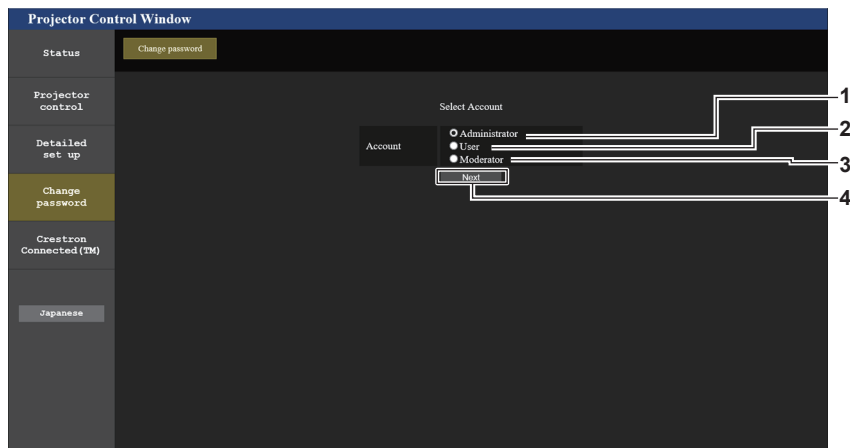 Projector Control Window
Status
Change password
Projector
control
Detailed
set up
Change
password
Crestron
Connected(TM)
Japanese
Select Account
Account
Administrator
User
Moderator
Next
1
2
3
4